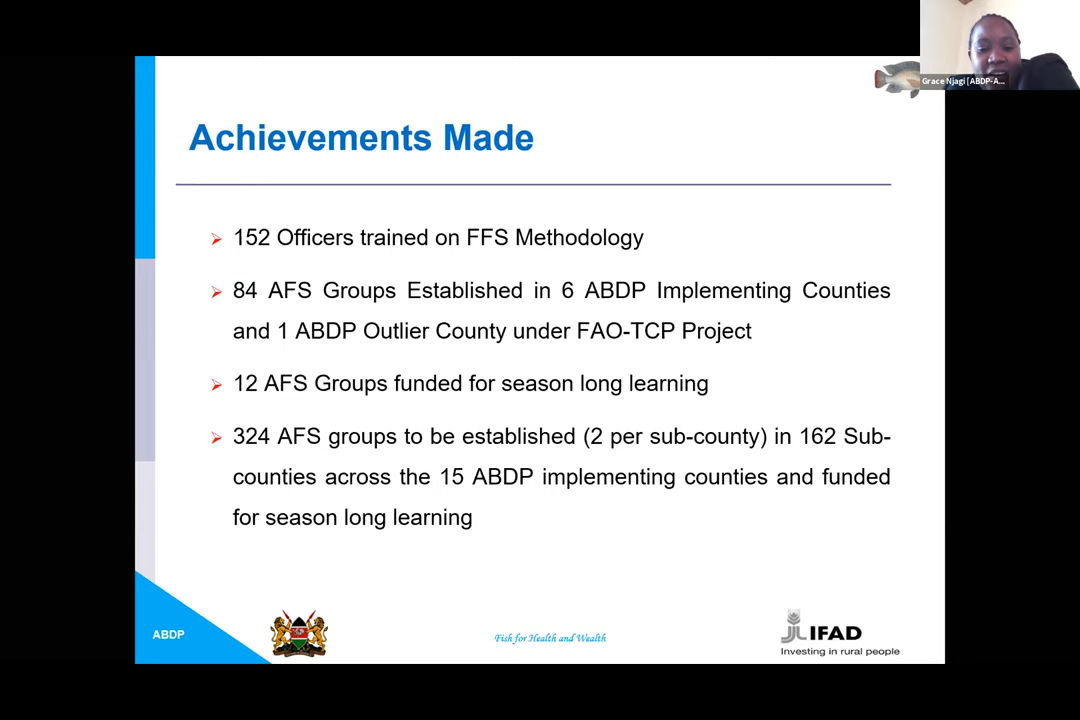 Grace Njagi [ABDP-A...
Achievements Made
152 Officers trained on FFS Methodology
84 AFS Groups Established in 6 ABDP Implementing Counties
and 1 ABDP Outlier County under FAO-TCP Project
12 AFS Groups funded for season long learning
324 AFS groups to be established (2 per sub-county) in 162 Sub-
counties across the 15 ABDP implementing counties and funded
for season long learning
ABDP
Fish for Health and Wealth
IFAD
Investing in rural people